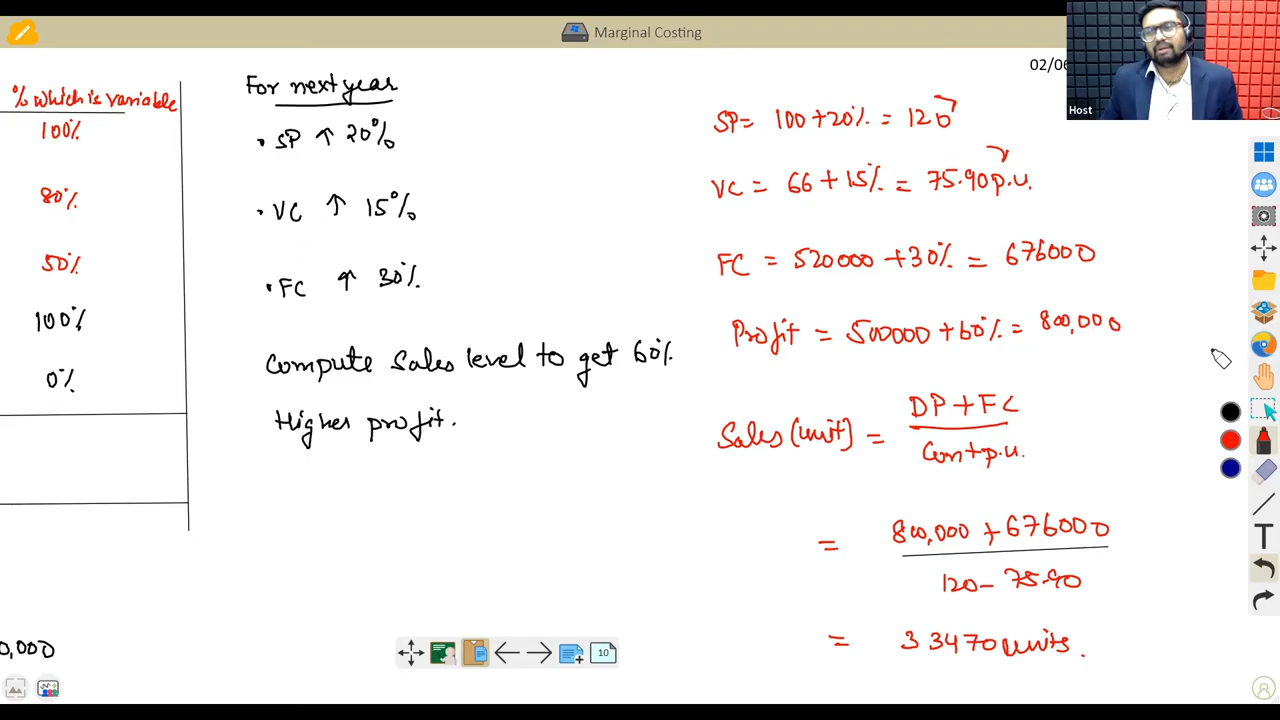 Marginal Costing
02/06
Host
% which is variable
100%
80%
50%
100%
0%
0,000
For next year
• SP ↑ 20%
• VC ↑ 15%
• FC ↑ 30%
Compute Sales level to get 60%
Higher profit.
SP = 100 + 20% = 120
VC = 66 + 15% = 75.90 p.u.
FC = 520000 + 30% = 676000
Profit = 500000 + 60% = 800,000
Sales (unit) = DP + FC
Cont p.u.
= 800,000 + 676000
120 - 75.90
= 33470 units.
10
T